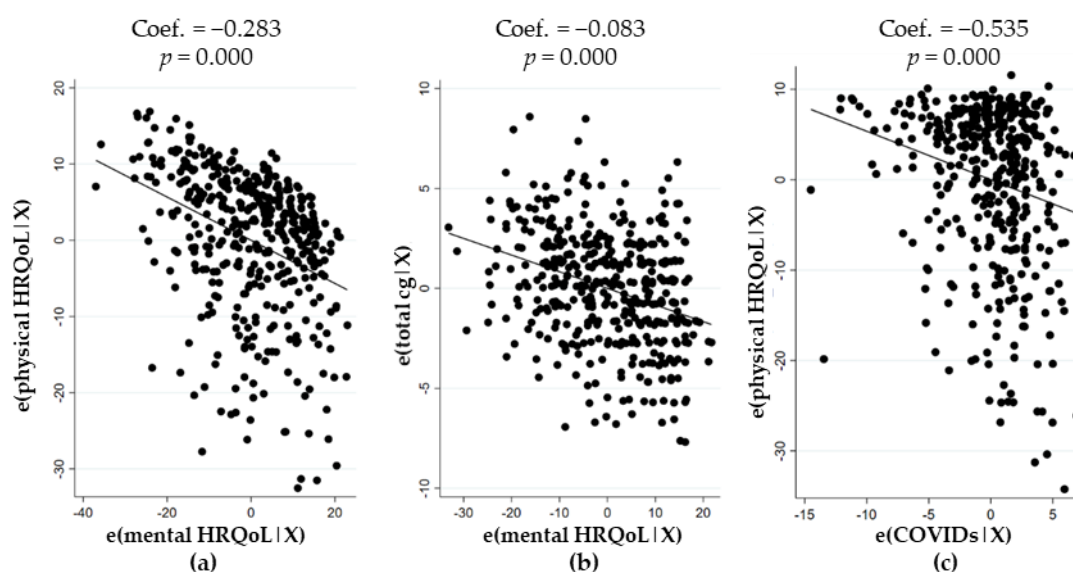 Coef. = −0.283
p = 0.000
20
10
0
-10
-20
-30
e(physical HRQoL|X)
-40
-20
0
20
e(mental HRQoL|X)
(a)
Coef. = −0.083
p = 0.000
10
5
0
-5
-10
e(total cg|X)
-30
-20
-10
0
10
20
e(mental HRQoL|X)
(b)
Coef. = −0.535
p = 0.000
10
0
-10
-20
-30
e(physical HRQoL|X)
-15
-10
-5
0
5
e(COVIDs|X)
(c)